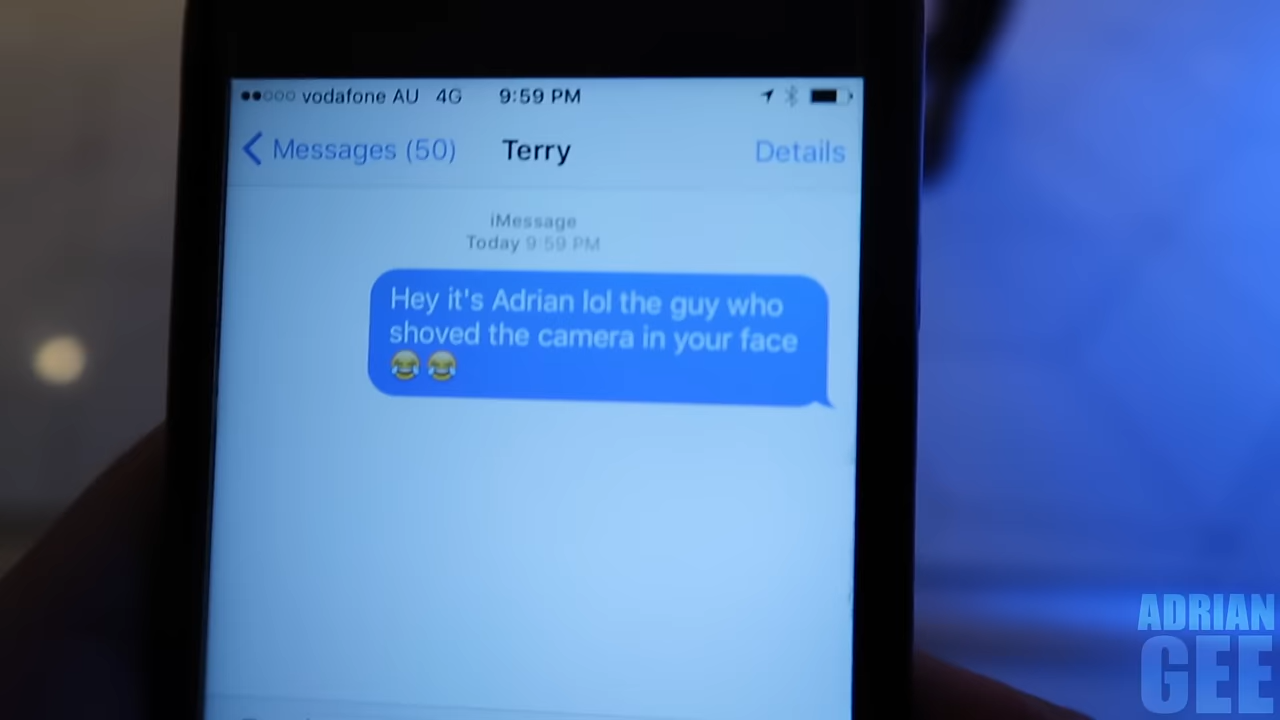 vodafone AU 4G 9:59 PM
Messages (50) Terry Details
iMessage
Today 9:59 PM
Hey it's Adrian lol the guy who
shoved the camera in your face
😂 😂
ADRIAN
GEE